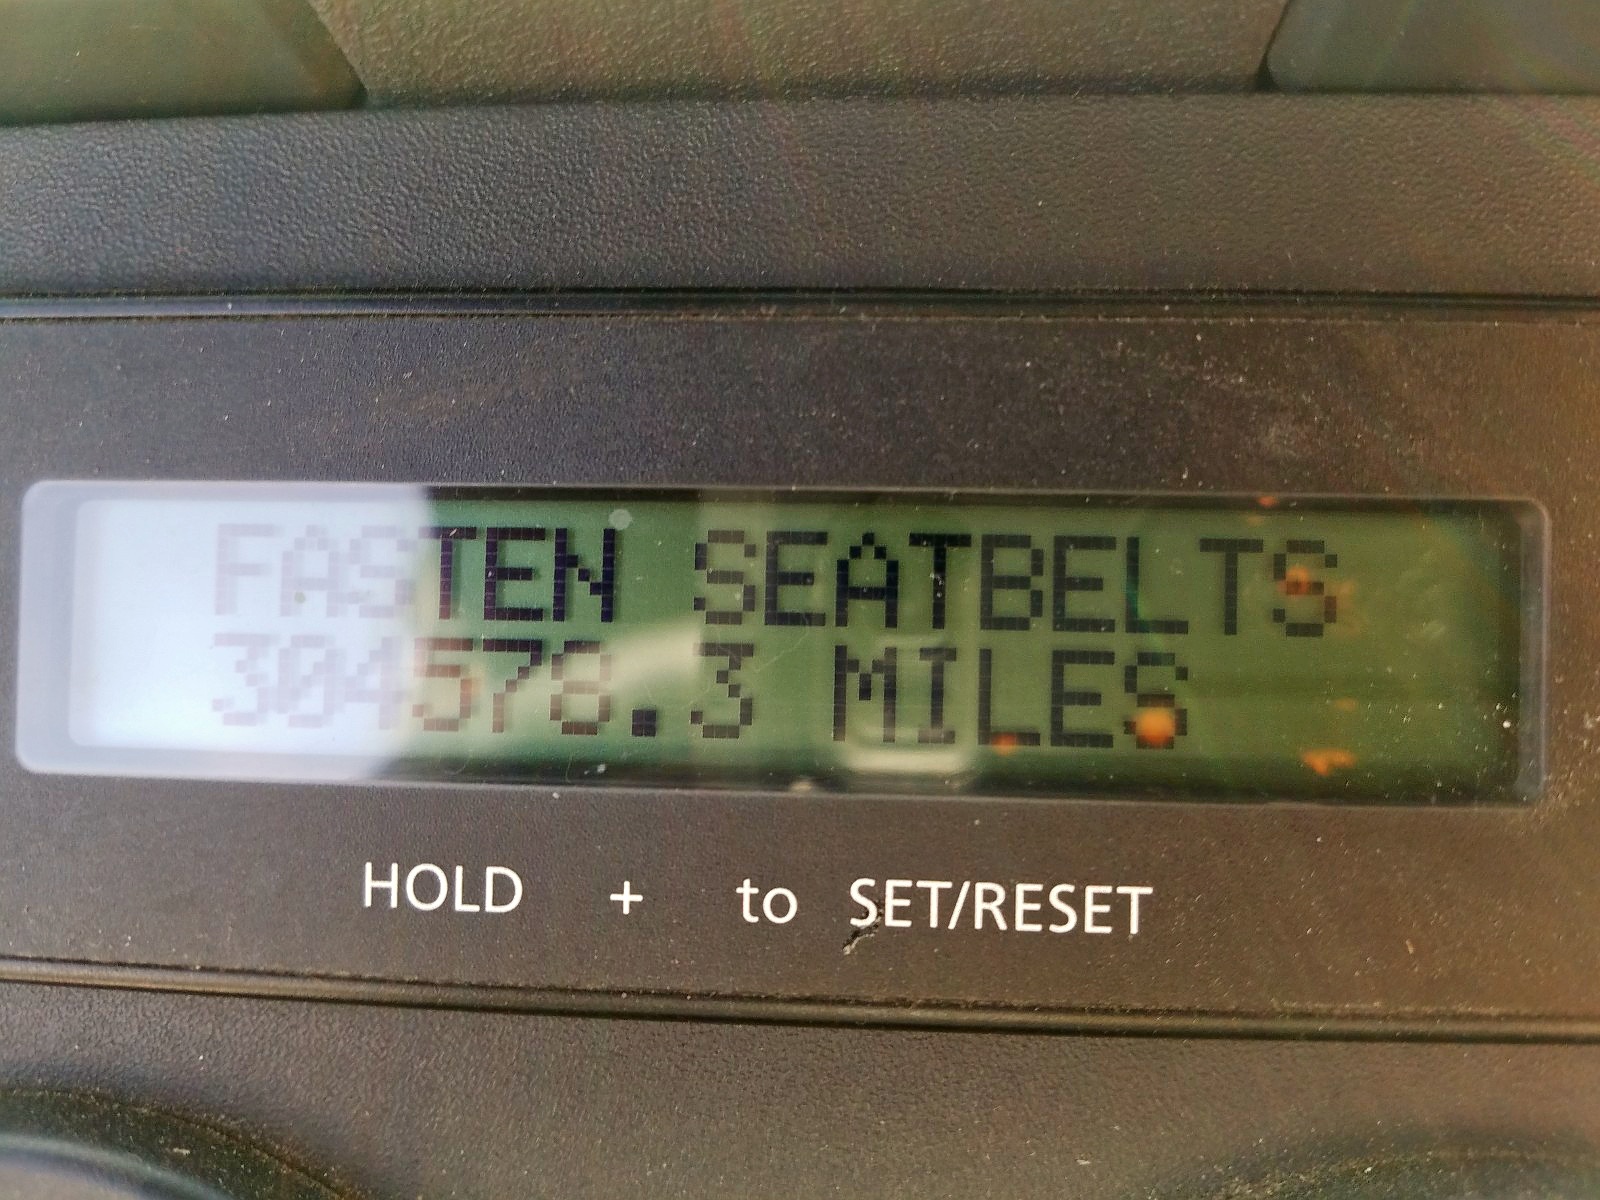 FASTEN SEATBELTS
304578.3 MILES
HOLD + to SET/RESET